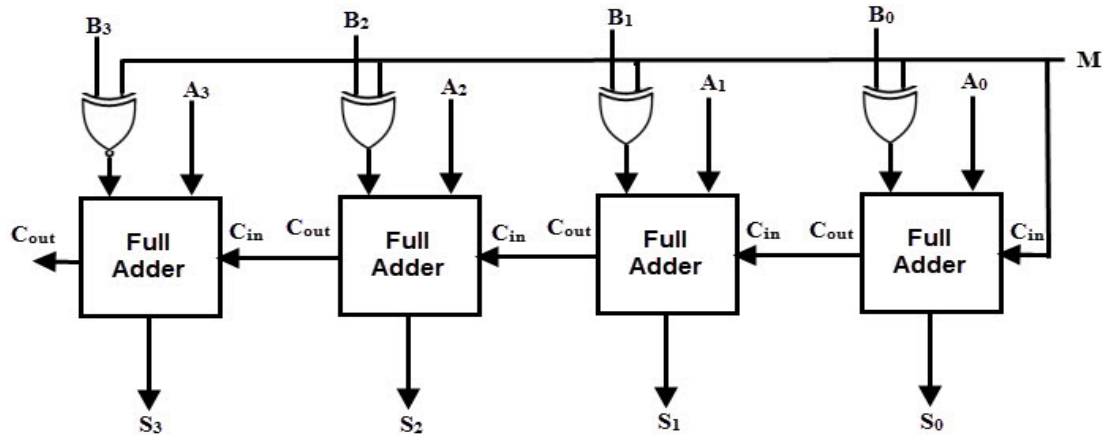 B3
B2
B1
B0
M
A3
A2
A1
A0
Cout
Full
Adder
Cin
Cout
Full
Adder
Cin
Cout
Full
Adder
Cin
Cout
Full
Adder
Cin
S3
S2
S1
S0